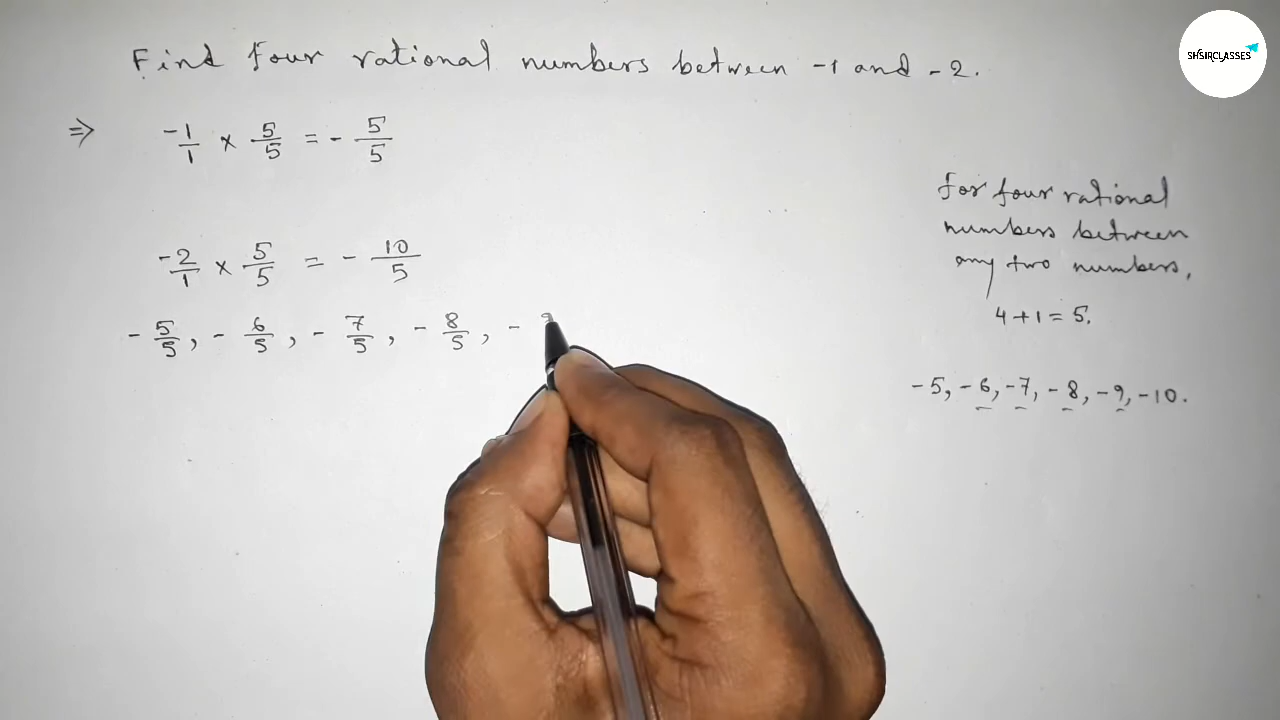 Find four rational numbers between -1 and -2.
SHSIRCLASSES
⇒ -1/1 × 5/5 = - 5/5
For four rational
numbers between
any two numbers,
4+1=5.
-2/1 × 5/5 = - 10/5
- 5/5, - 6/5, - 7/5, - 8/5, - 9
-5, -6, -7, -8, -9, -10.